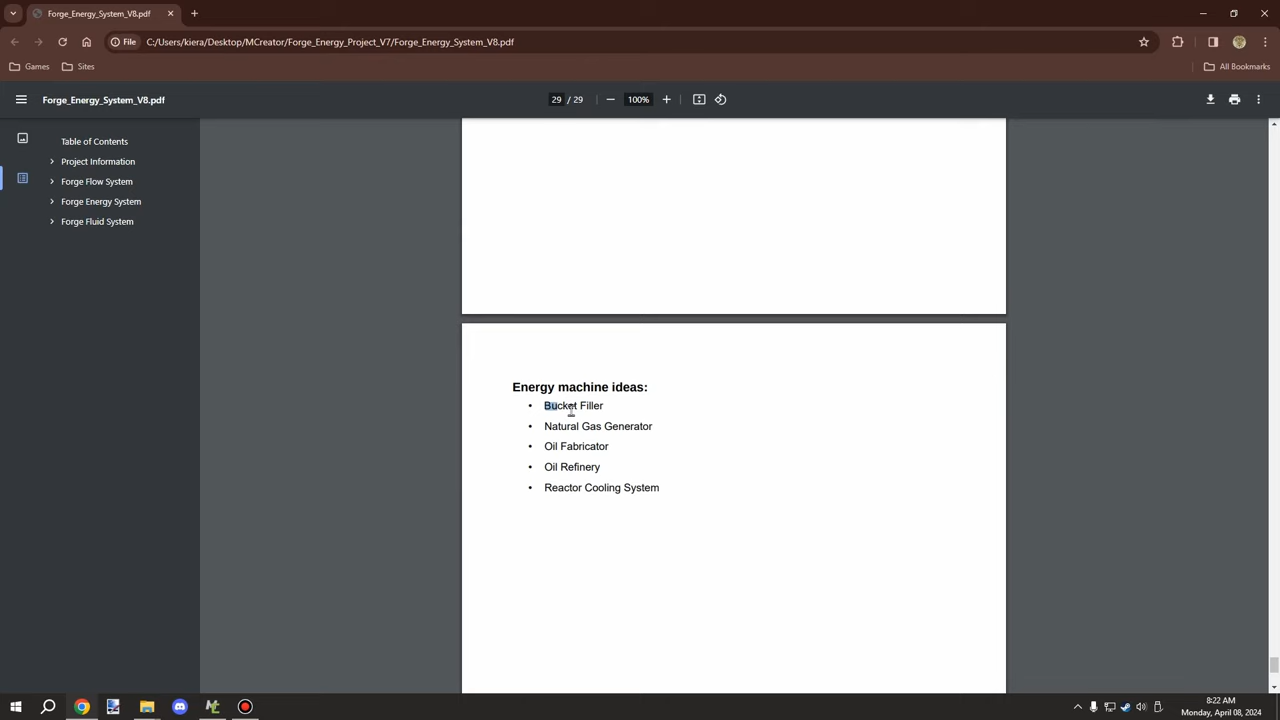 Forge_Energy_System_V8.pdf
File C:/Users/kiera/Desktop/MCreator/Forge_Energy_Project_V7/Forge_Energy_System_V8.pdf
Games Sites All Bookmarks
Forge_Energy_System_V8.pdf 29 / 29 100%
Table of Contents
Project Information
Forge Flow System
Forge Energy System
Forge Fluid System
Energy machine ideas:
• Bucket Filler
• Natural Gas Generator
• Oil Fabricator
• Oil Refinery
• Reactor Cooling System
8:22 AM
Monday, April 08, 2024